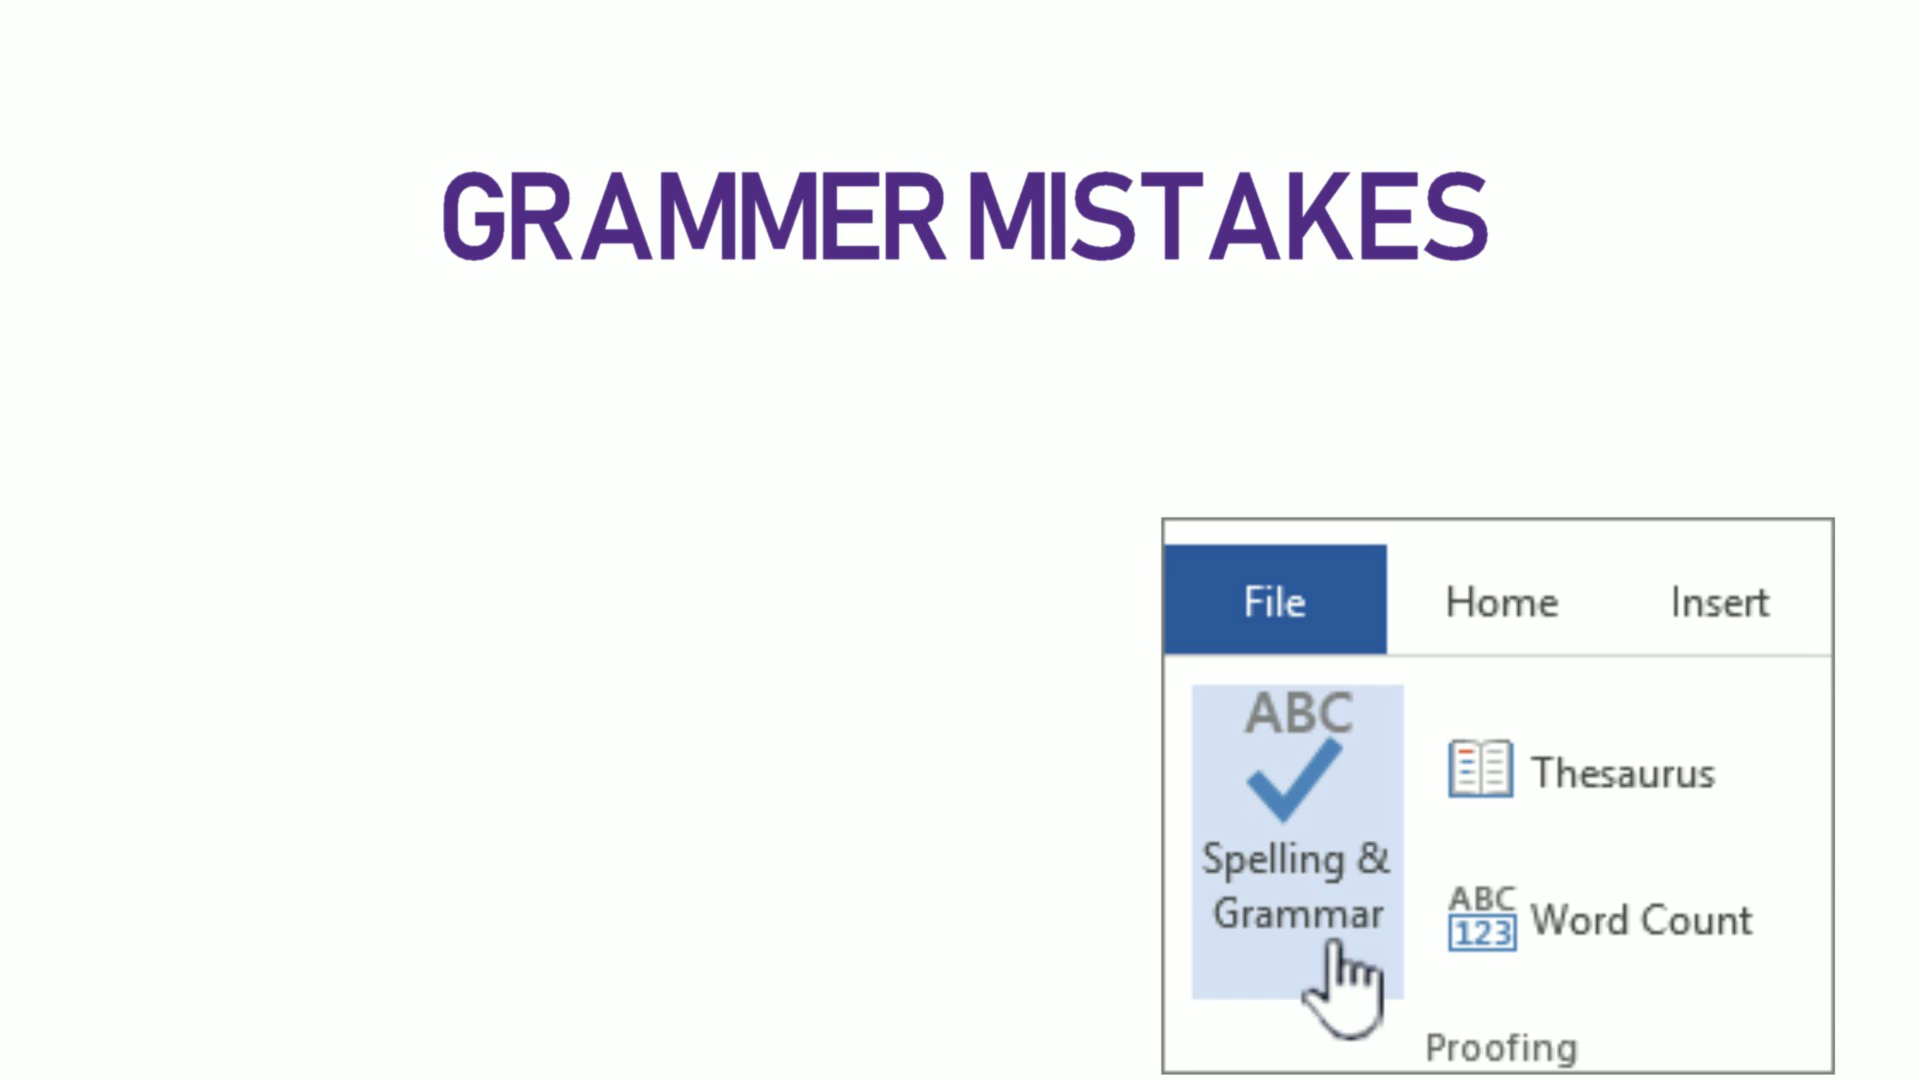 GRAMMER MISTAKES
File Home Insert
ABC
Spelling &
Grammar
Thesaurus
ABC
123
Word Count
Proofing